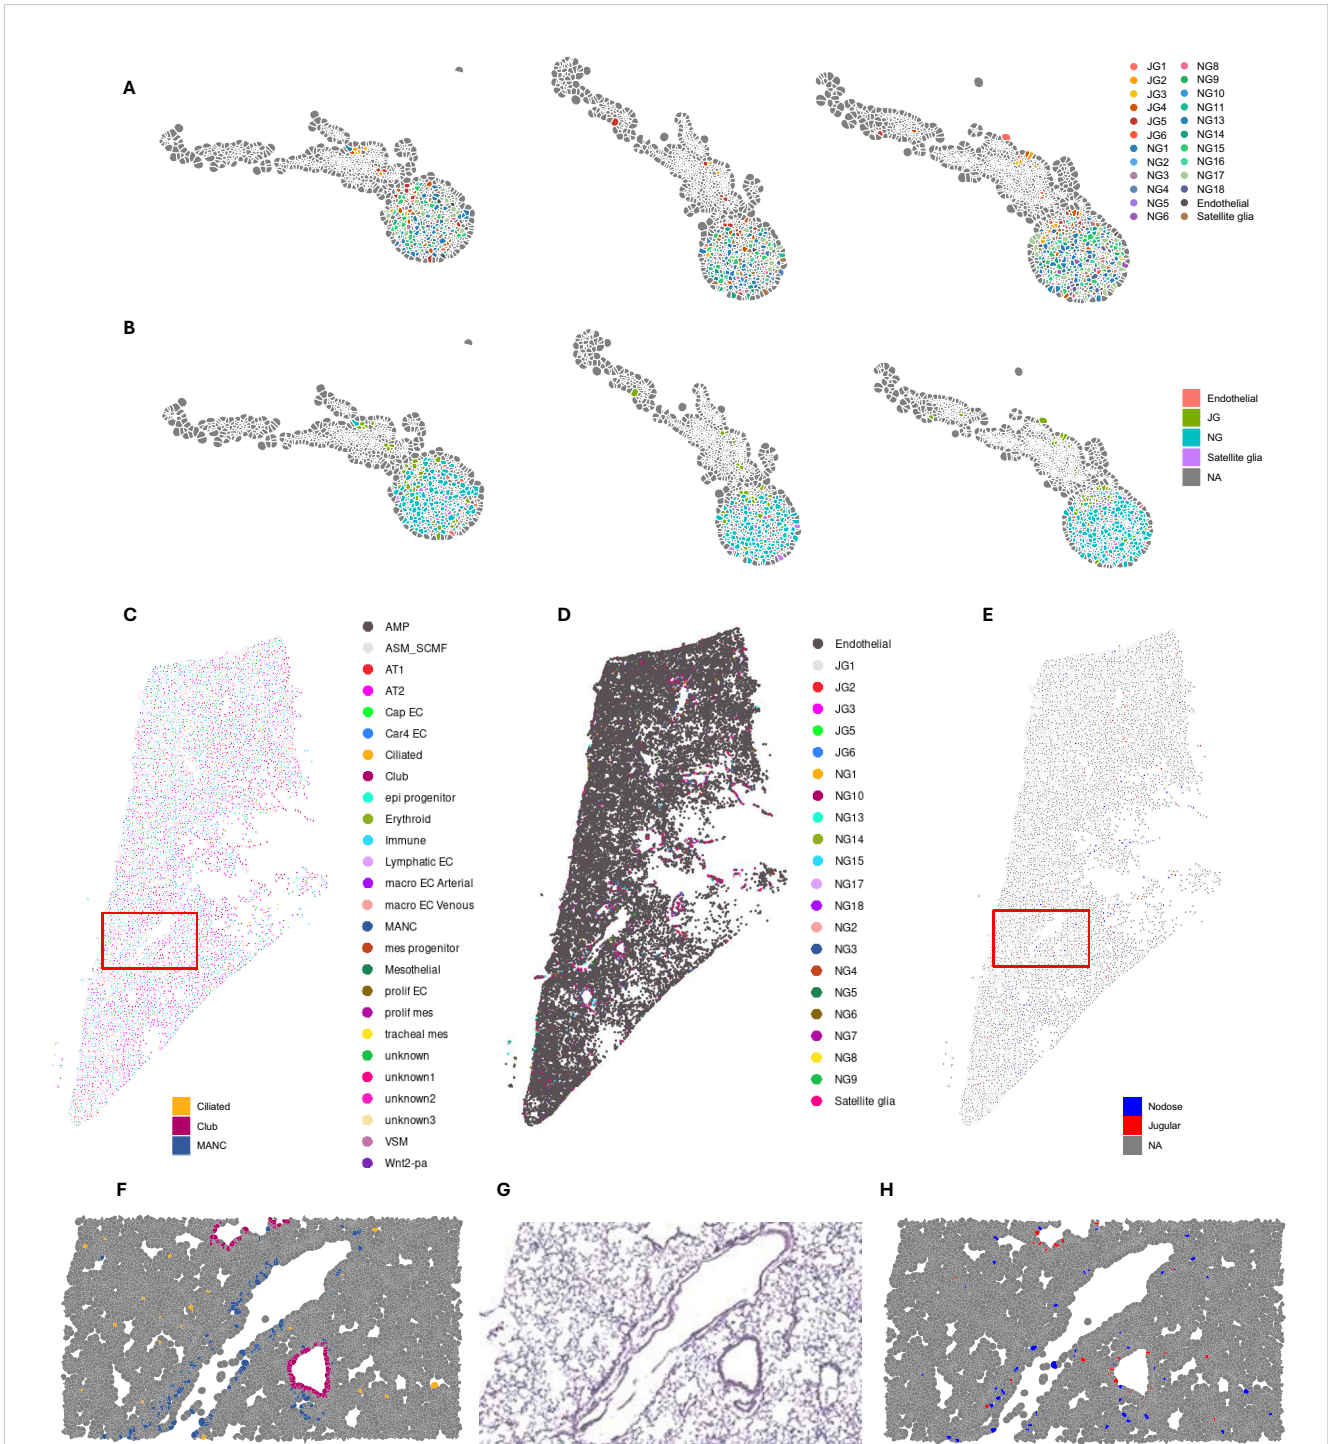 A
JG1
JG2
JG3
JG4
JG5
JG6
NG1
NG2
NG3
NG4
NG5
NG6
NG8
NG9
NG10
NG11
NG13
NG14
NG15
NG16
NG17
NG18
Endothelial
Satellite glia
B
Endothelial
JG
NG
Satellite glia
NA
C
AMP
ASM_SCMF
AT1
AT2
Cap EC
Car4 EC
Ciliated
Club
epi progenitor
Erythroid
Immune
Lymphatic EC
macro EC Arterial
macro EC Venous
MANC
mes progenitor
Mesothelial
prolif EC
prolif mes
tracheal mes
unknown
unknown1
unknown2
unknown3
VSM
Wnt2-pa
Ciliated
Club
MANC
D
Endothelial
JG1
JG2
JG3
JG5
JG6
NG1
NG10
NG13
NG14
NG15
NG17
NG18
NG2
NG3
NG4
NG5
NG6
NG7
NG8
NG9
Satellite glia
E
Nodose
Jugular
NA
F
G
H